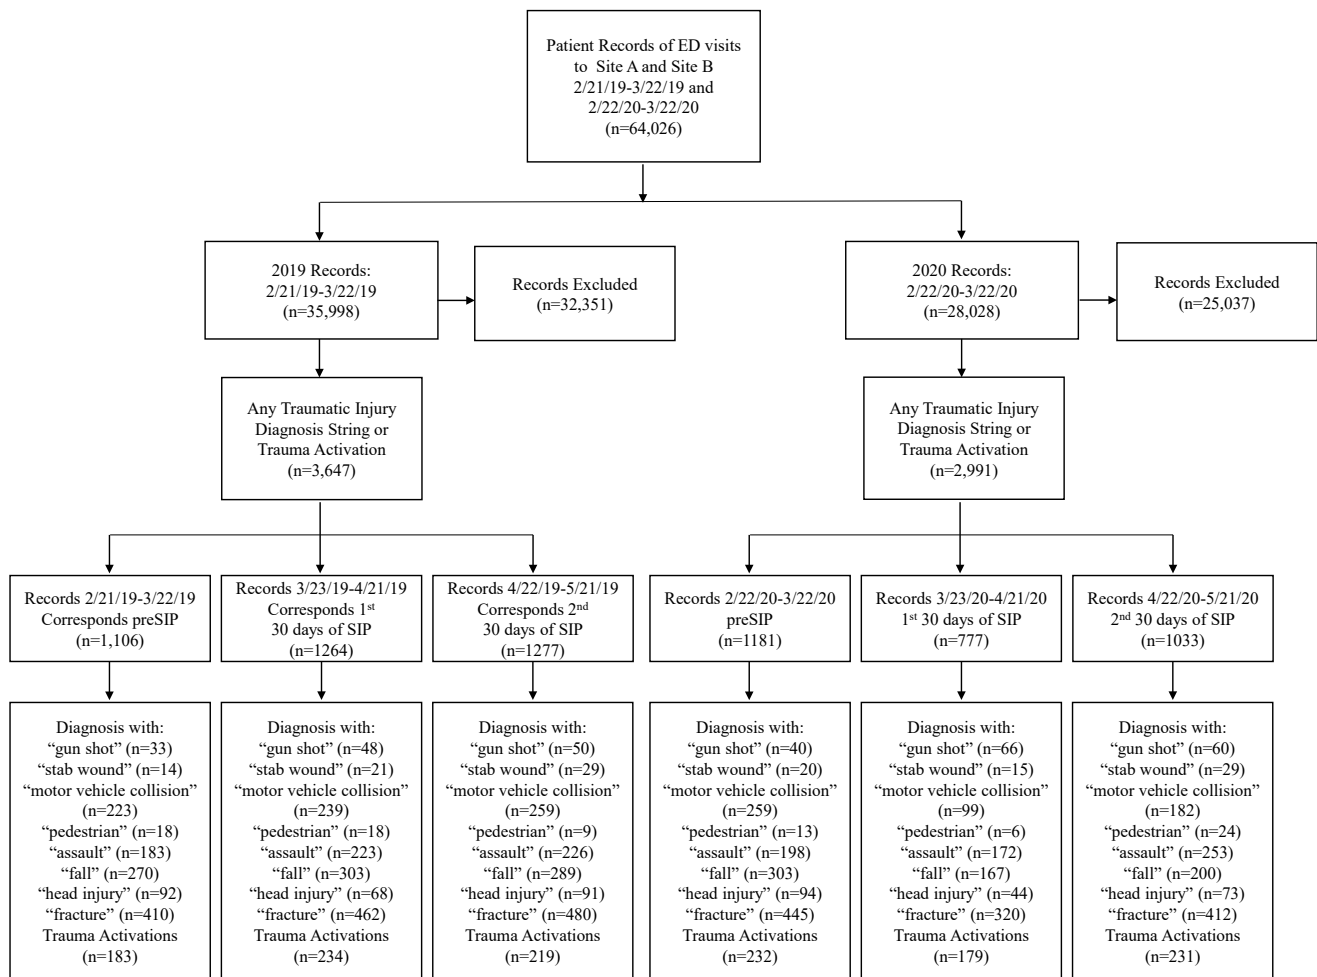 Patient Records of ED visits
to Site A and Site B
2/21/19-3/22/19 and
2/22/20-3/22/20
(n=64,026)
2019 Records:
2/21/19-3/22/19
(n=35,998)
Records Excluded
(n=32,351)
2020 Records:
2/22/20-3/22/20
(n=28,028)
Records Excluded
(n=25,037)
Any Traumatic Injury
Diagnosis String or
Trauma Activation
(n=3,647)
Any Traumatic Injury
Diagnosis String or
Trauma Activation
(n=2,991)
Records 2/21/19-3/22/19
Corresponds preSIP
(n=1,106)
Records 3/23/19-4/21/19
Corresponds 1st
30 days of SIP
(n=1264)
Records 4/22/19-5/21/19
Corresponds 2nd
30 days of SIP
(n=1277)
Records 2/22/20-3/22/20
preSIP
(n=1181)
Records 3/23/20-4/21/20
1st 30 days of SIP
(n=777)
Records 4/22/20-5/21/20
2nd 30 days of SIP
(n=1033)
Diagnosis with:
“gun shot” (n=33)
“stab wound” (n=14)
“motor vehicle collision”
(n=223)
“pedestrian” (n=18)
“assault” (n=183)
“fall” (n=270)
“head injury” (n=92)
“fracture” (n=410)
Trauma Activations
(n=183)
Diagnosis with:
“gun shot” (n=48)
“stab wound” (n=21)
“motor vehicle collision”
(n=239)
“pedestrian” (n=18)
“assault” (n=223)
“fall” (n=303)
“head injury” (n=68)
“fracture” (n=462)
Trauma Activations
(n=234)
Diagnosis with:
“gun shot” (n=50)
“stab wound” (n=29)
“motor vehicle collision”
(n=259)
“pedestrian” (n=9)
“assault” (n=226)
“fall” (n=289)
“head injury” (n=91)
“fracture” (n=480)
Trauma Activations
(n=219)
Diagnosis with:
“gun shot” (n=40)
“stab wound” (n=20)
“motor vehicle collision”
(n=259)
“pedestrian” (n=13)
“assault” (n=198)
“fall” (n=303)
“head injury” (n=94)
“fracture” (n=445)
Trauma Activations
(n=232)
Diagnosis with:
“gun shot” (n=66)
“stab wound” (n=15)
“motor vehicle collision”
(n=99)
“pedestrian” (n=6)
“assault” (n=172)
“fall” (n=167)
“head injury” (n=44)
“fracture” (n=320)
Trauma Activations
(n=179)
Diagnosis with:
“gun shot” (n=60)
“stab wound” (n=29)
“motor vehicle collision”
(n=182)
“pedestrian” (n=24)
“assault” (n=253)
“fall” (n=200)
“head injury” (n=73)
“fracture” (n=412)
Trauma Activations
(n=231)